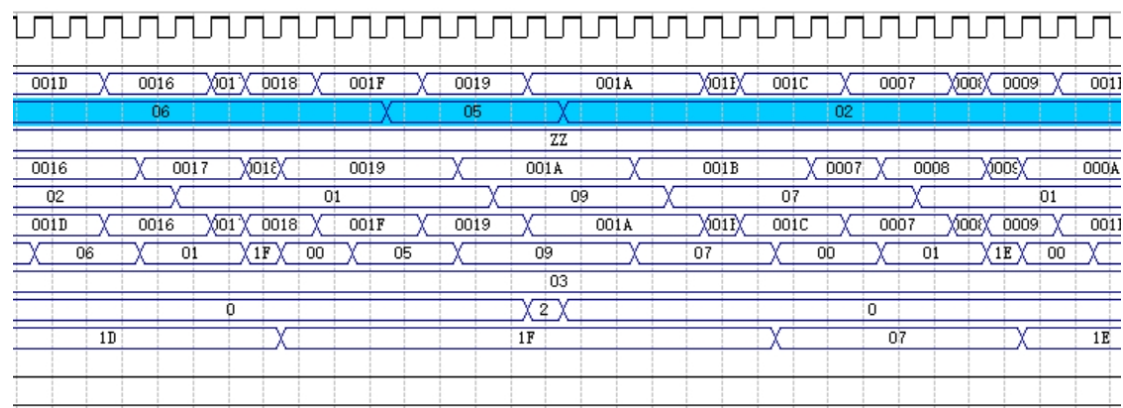 001D 0016 0018 001F 0019 001A 001C 0007 0009
06 05 02
ZZ
0016 0017 0019 001A 001B 0007 0008 000A
02 01 09 07 01
001D 0016 0018 001F 0019 001A 001C 0007 0009
06 01 1F 00 05 09 07 00 01 1E 00
03
0 2 0
1D 1F 07 1E